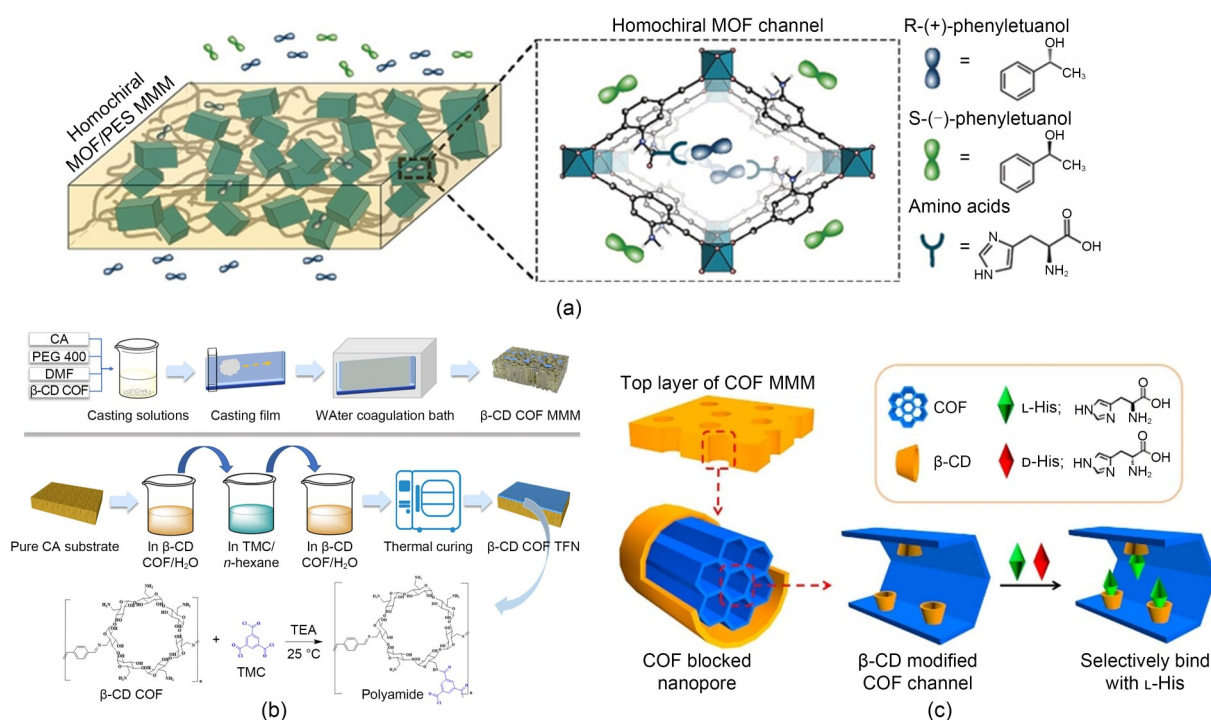 Homochiral
MOF/PES MMM
Homochiral MOF channel
R-(+)-phenyletuanol
=
OH
CH3
S-(−)-phenyletuanol
=
OH
CH3
Amino acids
=
N
HN
O
OH
NH2
(a)
CA
PEG 400
DMF
β-CD COF
Casting solutions
Casting film
WAter coagulation bath
β-CD COF MMM
Pure CA substrate
In β-CD
COF/H2O
In TMC/
n-hexane
In β-CD
COF/H2O
Thermal curing
β-CD COF TFN
β-CD COF
+
TMC
TEA
25 °C
Polyamide
(b)
Top layer of COF MMM
COF
L-His;
β-CD
D-His;
COF blocked
nanopore
β-CD modified
COF channel
Selectively bind
with L-His
(c)